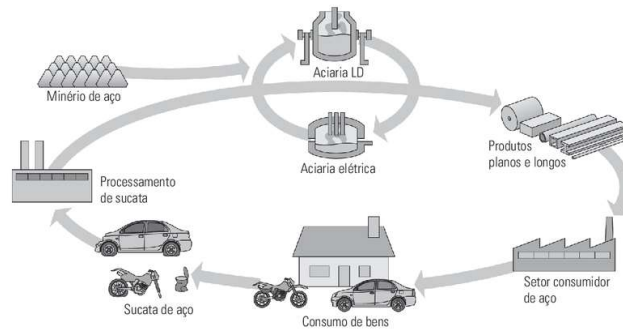 Aciaria LD
Minério de aço
Aciaria elétrica
Produtos
planos e longos
Processamento
de sucata
Setor consumidor
de aço
Sucata de aço
Consumo de bens